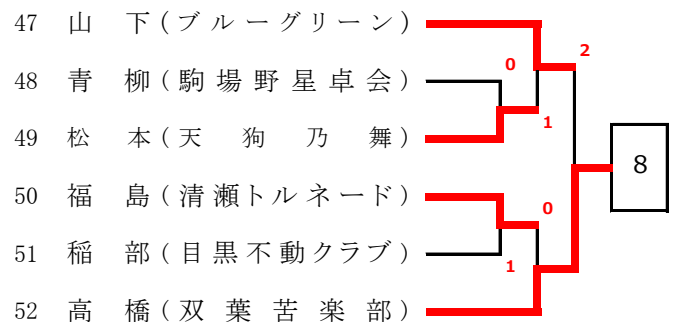 47 山 下(ブルーグリーン)
2
0
48 青 柳(駒場野星卓会)
1
49 松 本(天狗乃舞)
8
50 福 島(清瀬トルネード)
0
1
51 稲 部(目黒不動クラブ)
52 高 橋(双葉苦楽部)